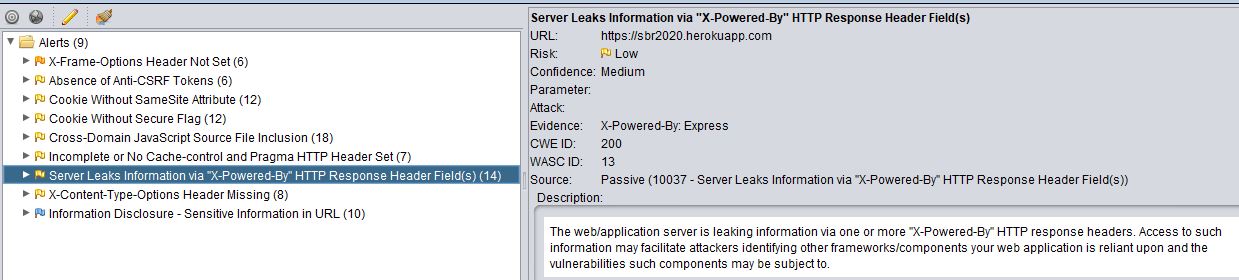 Alerts (9)
X-Frame-Options Header Not Set (6)
Absence of Anti-CSRF Tokens (6)
Cookie Without SameSite Attribute (12)
Cookie Without Secure Flag (12)
Cross-Domain JavaScript Source File Inclusion (18)
Incomplete or No Cache-control and Pragma HTTP Header Set (7)
Server Leaks Information via "X-Powered-By" HTTP Response Header Field(s) (14)
X-Content-Type-Options Header Missing (8)
Information Disclosure - Sensitive Information in URL (10)
Server Leaks Information via "X-Powered-By" HTTP Response Header Field(s)
URL: https://sbr2020.herokuapp.com
Risk: Low
Confidence: Medium
Parameter:
Attack:
Evidence: X-Powered-By: Express
CWE ID: 200
WASC ID: 13
Source: Passive (10037 - Server Leaks Information via "X-Powered-By" HTTP Response Header Field(s))
Description:
The web/application server is leaking information via one or more "X-Powered-By" HTTP response headers. Access to such
information may facilitate attackers identifying other frameworks/components your web application is reliant upon and the
vulnerabilities such components may be subject to.